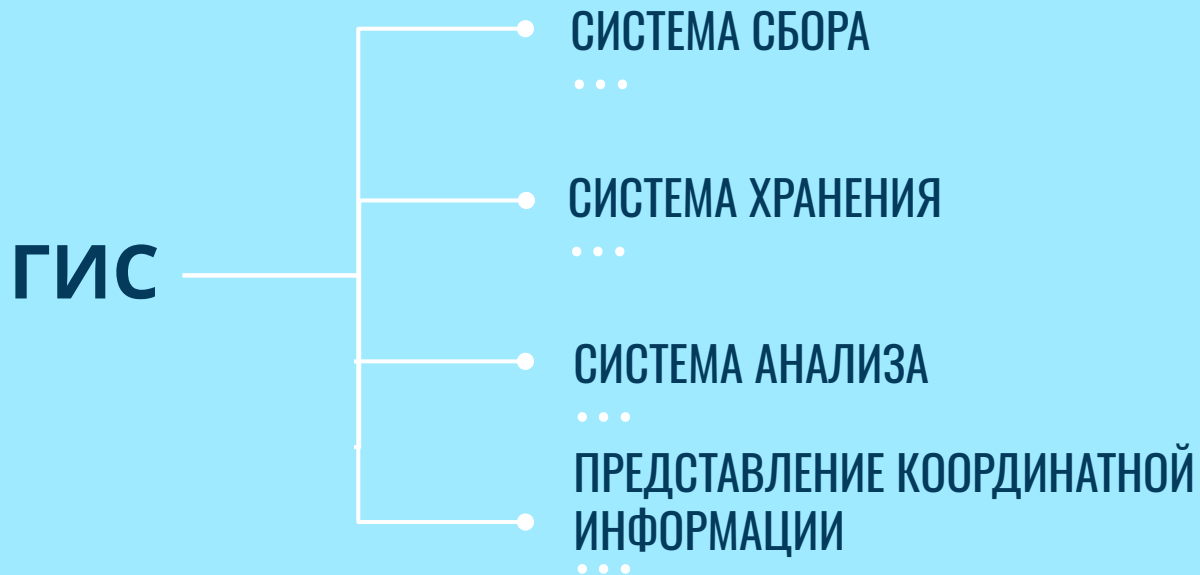 СИСТЕМА СБОРА
СИСТЕМА ХРАНЕНИЯ
ГИС
СИСТЕМА АНАЛИЗА
ПРЕДСТАВЛЕНИЕ КООРДИНАТНОЙ
ИНФОРМАЦИИ